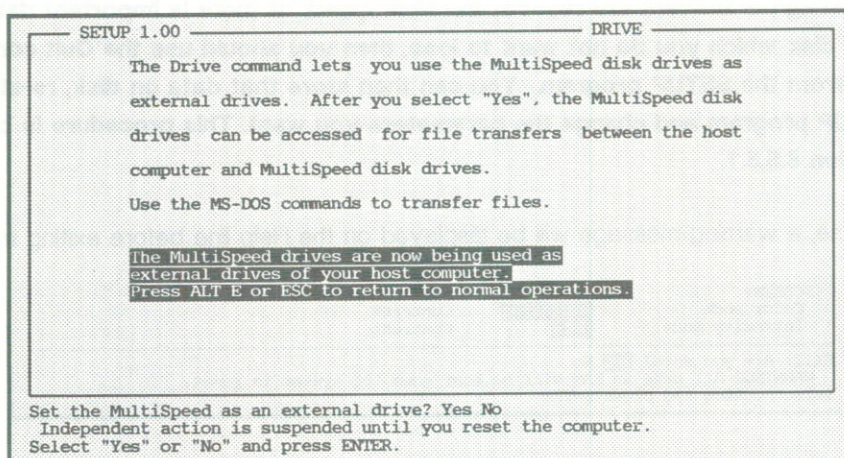 SETUP 1.00 DRIVE
The Drive command lets you use the MultiSpeed disk drives as
external drives. After you select "Yes", the MultiSpeed disk
drives can be accessed for file transfers between the host
computer and MultiSpeed disk drives.
Use the MS-DOS commands to transfer files.
The MultiSpeed drives are now being used as
external drives of your host computer.
Press ALT E or ESC to return to normal operations.
Set the MultiSpeed as an external drive? Yes No
Independent action is suspended until you reset the computer.
Select "Yes" or "No" and press ENTER.